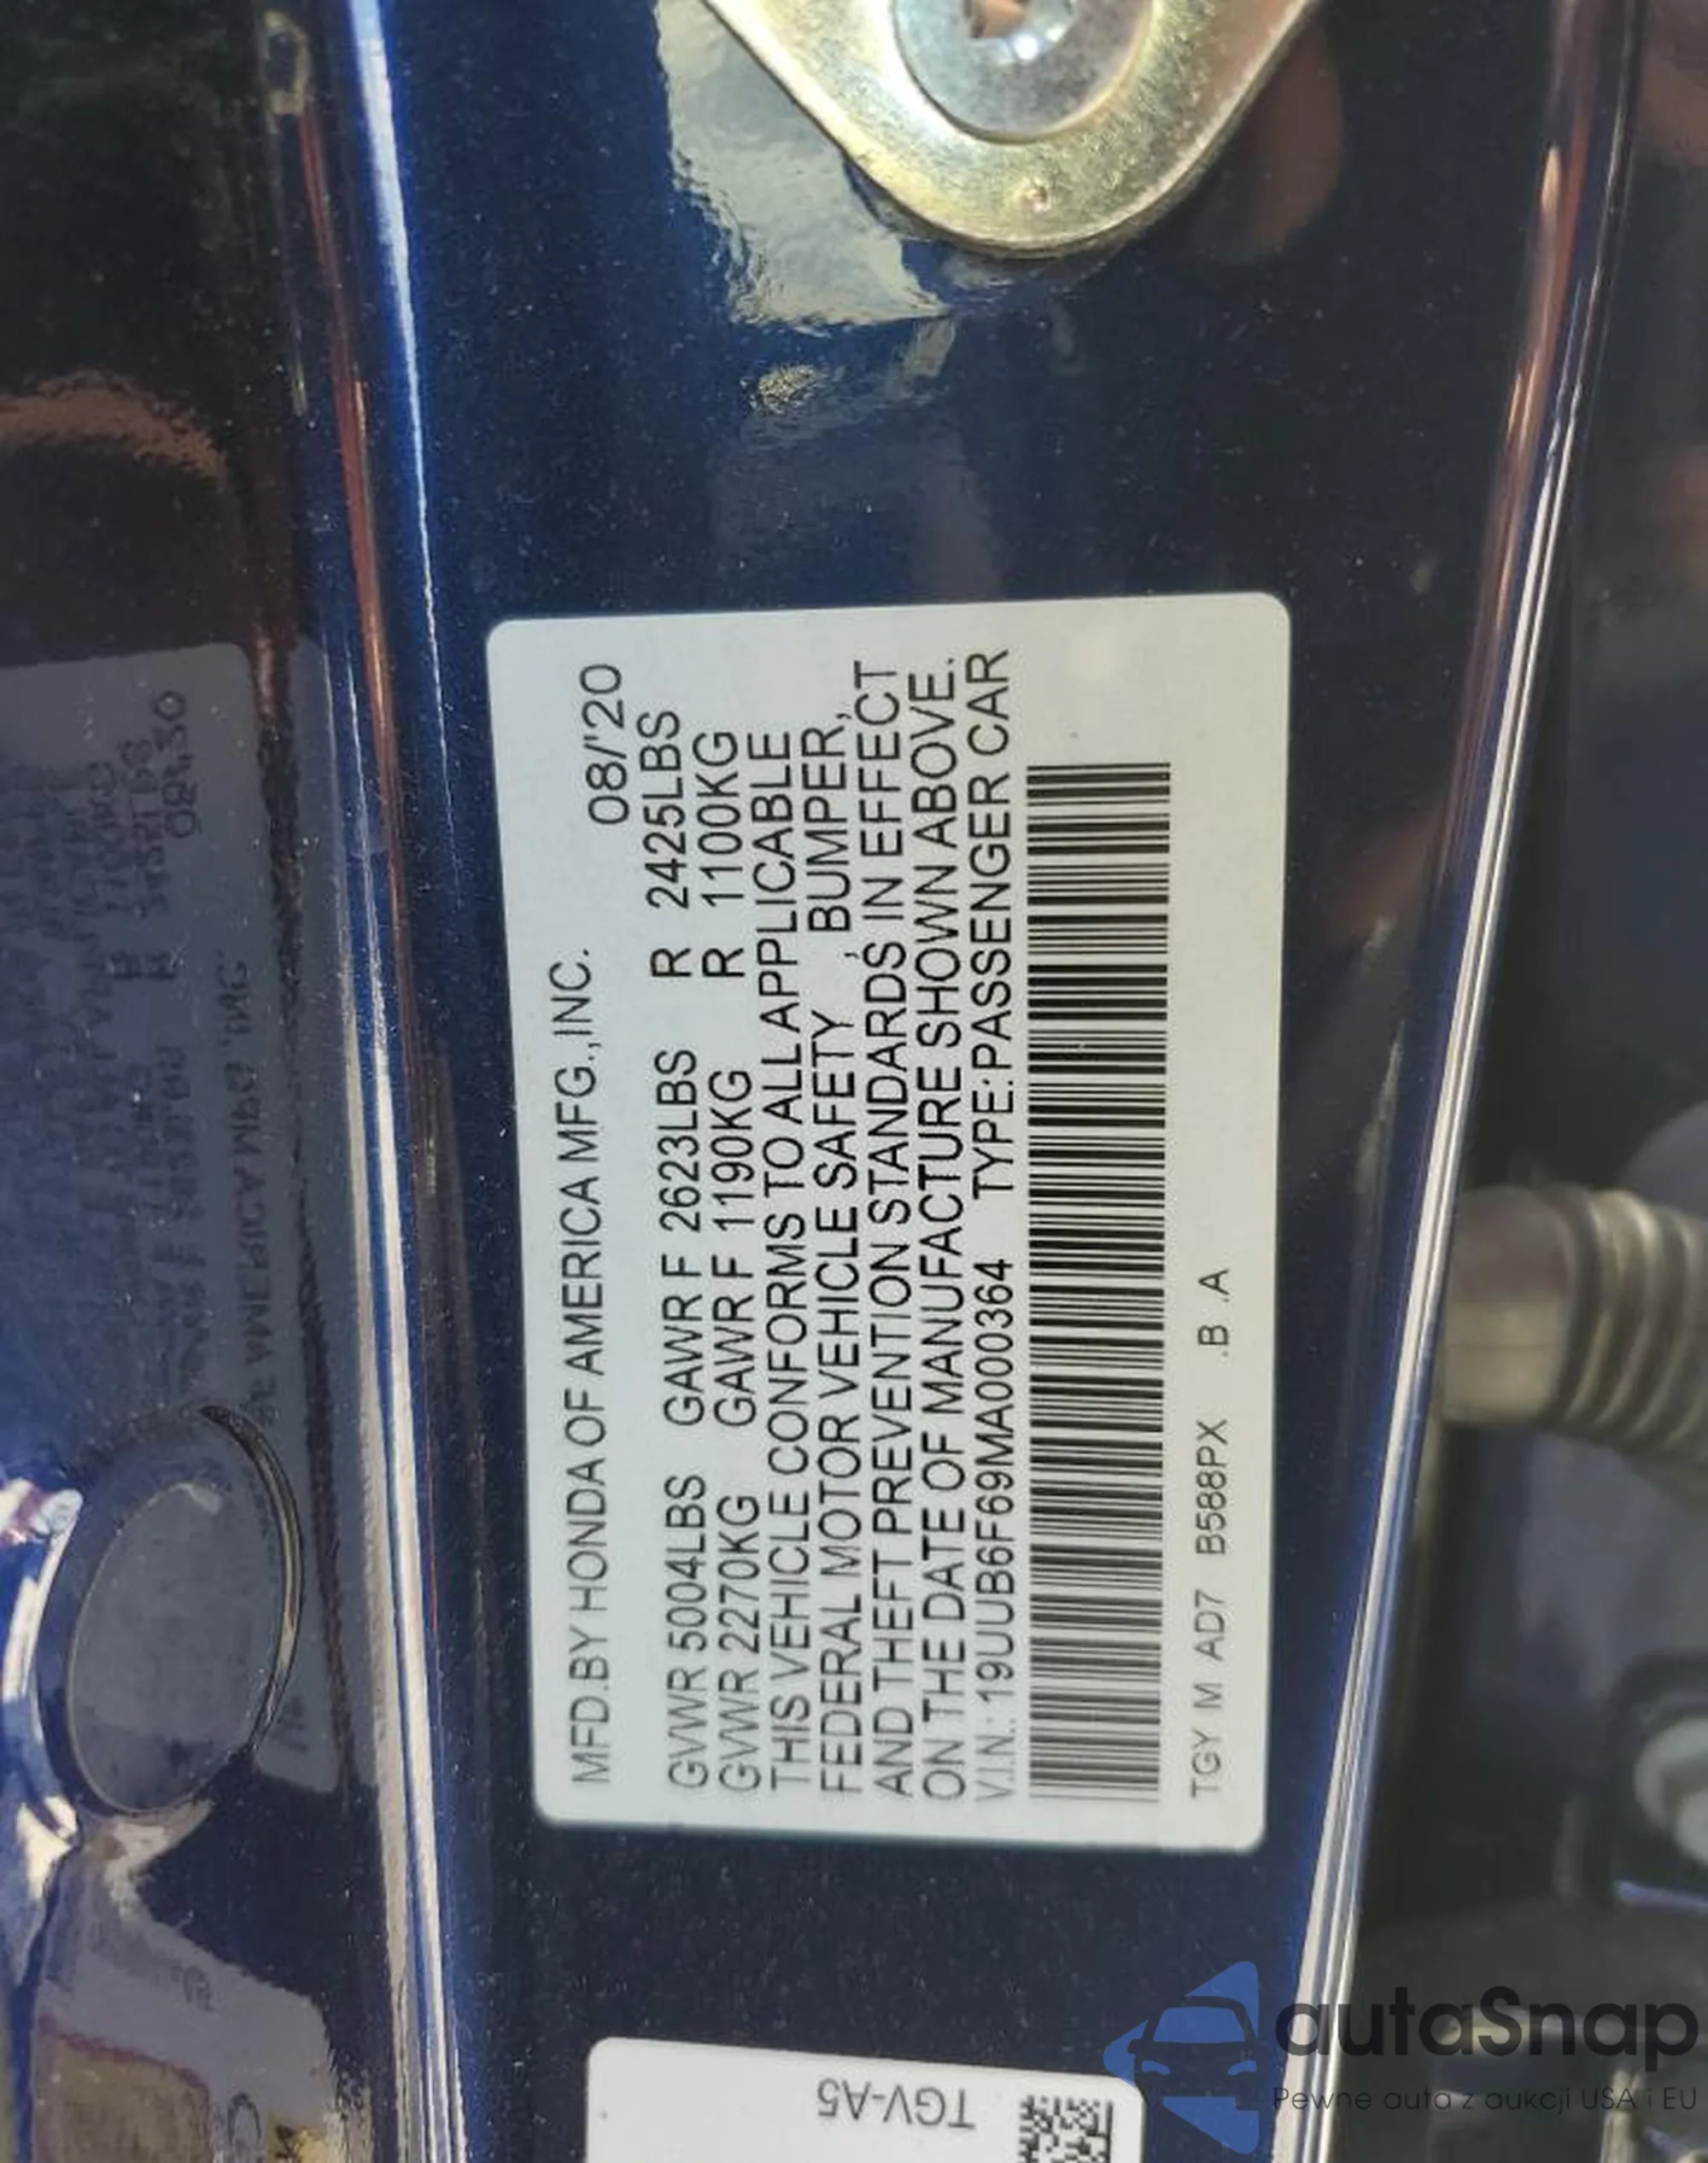 MFD.BY HONDA OF AMERICA MFG.,INC.
08/'20
GVWR 5004LBS GAWR F 2623LBS R 2425LBS
GVWR 2270KG GAWR F 1190KG R 1100KG
THIS VEHICLE CONFORMS TO ALL APPLICABLE
FEDERAL MOTOR VEHICLE SAFETY , BUMPER,
AND THEFT PREVENTION STANDARDS IN EFFECT
ON THE DATE OF MANUFACTURE SHOWN ABOVE.
V.I.N.: 19UUB6F69MA000364 TYPE:PASSENGER CAR
TGY M AD7 B588PX .B .A
TGV-A5
autaSnap
Pewne auta z aukcji USA i EU